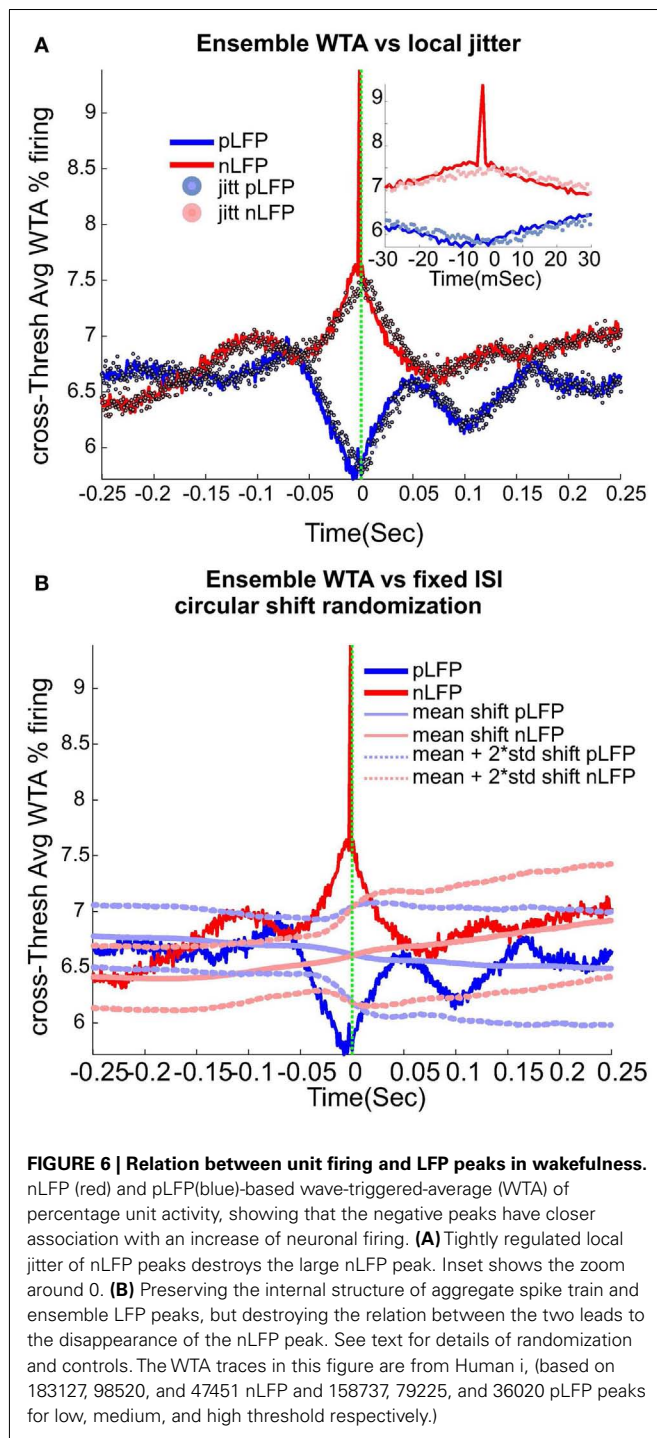 A
Ensemble WTA vs local jitter
cross-Thresh Avg WTA % firing
9
8.5
8
7.5
7
6.5
6
pLFP
nLFP
jitt pLFP
jitt nLFP
9
8
7
6
-30 -20 -10 0 10 20 30
Time(mSec)
-0.25 -0.2 -0.15 -0.1 -0.05 0 0.05 0.1 0.15 0.2 0.25
Time(Sec)
B
Ensemble WTA vs fixed ISI
circular shift randomization
cross-Thresh Avg WTA % firing
9
8.5
8
7.5
7
6.5
6
pLFP
nLFP
mean shift pLFP
mean shift nLFP
mean + 2*std shift pLFP
mean + 2*std shift nLFP
-0.25-0.2 -0.15-0.1-0.05 0 0.05 0.1 0.15 0.2 0.25
Time(Sec)
FIGURE 6 | Relation between unit firing and LFP peaks in wakefulness.
nLFP (red) and pLFP(blue)-based wave-triggered-average (WTA) of
percentage unit activity, showing that the negative peaks have closer
association with an increase of neuronal firing. (A) Tightly regulated local
jitter of nLFP peaks destroys the large nLFP peak. Inset shows the zoom
around 0. (B) Preserving the internal structure of aggregate spike train and
ensemble LFP peaks, but destroying the relation between the two leads to
the disappearance of the nLFP peak. See text for details of randomization
and controls. The WTA traces in this figure are from Human i, (based on
183127, 98520, and 47451 nLFP and 158737, 79225, and 36020 pLFP peaks
for low, medium, and high threshold respectively.)